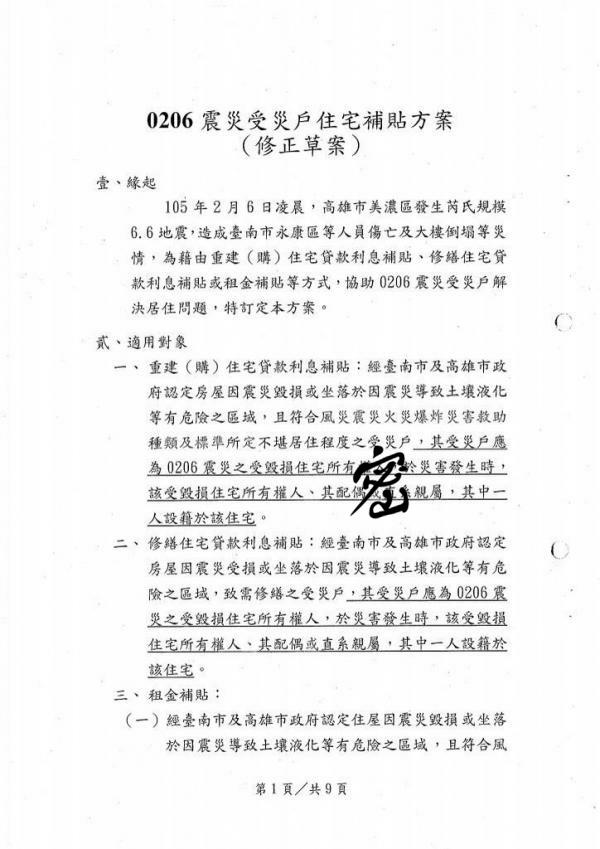 0206 震災受災戶住宅補貼方案
（修正草案）
壹、緣起
105 年 2 月 6 日凌晨，高雄市美濃區發生芮氏規模
6.6 地震，造成臺南市永康區等人員傷亡及大樓倒塌等災
情，為藉由重建（購）住宅貸款利息補貼、修繕住宅貸
款利息補貼或租金補貼等方式，協助 0206 震災受災戶解
決居住問題，特訂定本方案。
貳、適用對象
一、重建（購）住宅貸款利息補貼：經臺南市及高雄市政
府認定房屋因震災毀損或坐落於因震災導致土壤液化
等有危險之區域，且符合風災震災火災爆炸災害救助
種類及標準所定不堪居住程度之受災戶，其受災戶應
為 0206 震災之受毀損住宅所有權人，於災害發生時，
該受毀損住宅所有權人、其配偶或直系親屬，其中一
人設籍於該住宅。
密
二、修繕住宅貸款利息補貼：經臺南市及高雄市政府認定
房屋因震災受損或坐落於因震災導致土壤液化等有危
險之區域，致需修繕之受災戶，其受災戶應為 0206 震
災之受毀損住宅所有權人，於災害發生時，該受毀損
住宅所有權人、其配偶或直系親屬，其中一人設籍於
該住宅。
三、租金補貼：
（一）經臺南市及高雄市政府認定住屋因震災毀損或坐落
於因震災導致土壤液化等有危險之區域，且符合風
第 1 頁／共 9 頁